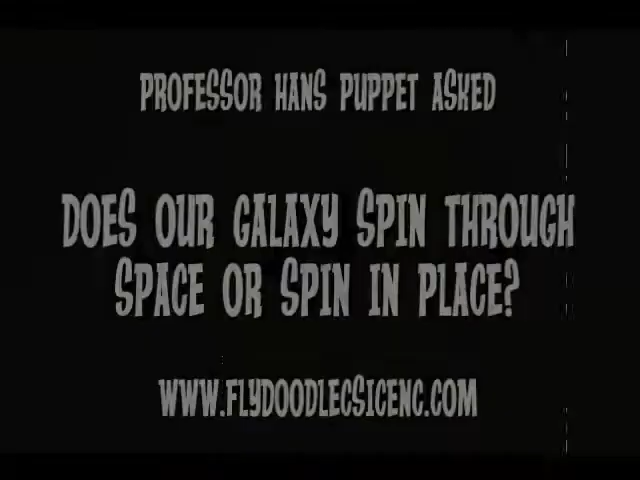 PROFESSOR HANS PUPPET ASKED
DOES OUR GALAXY SPIN THROUGH
SPACE OR SPIN IN PLACE?
WWW.FLYDOODLECSICENC.COM